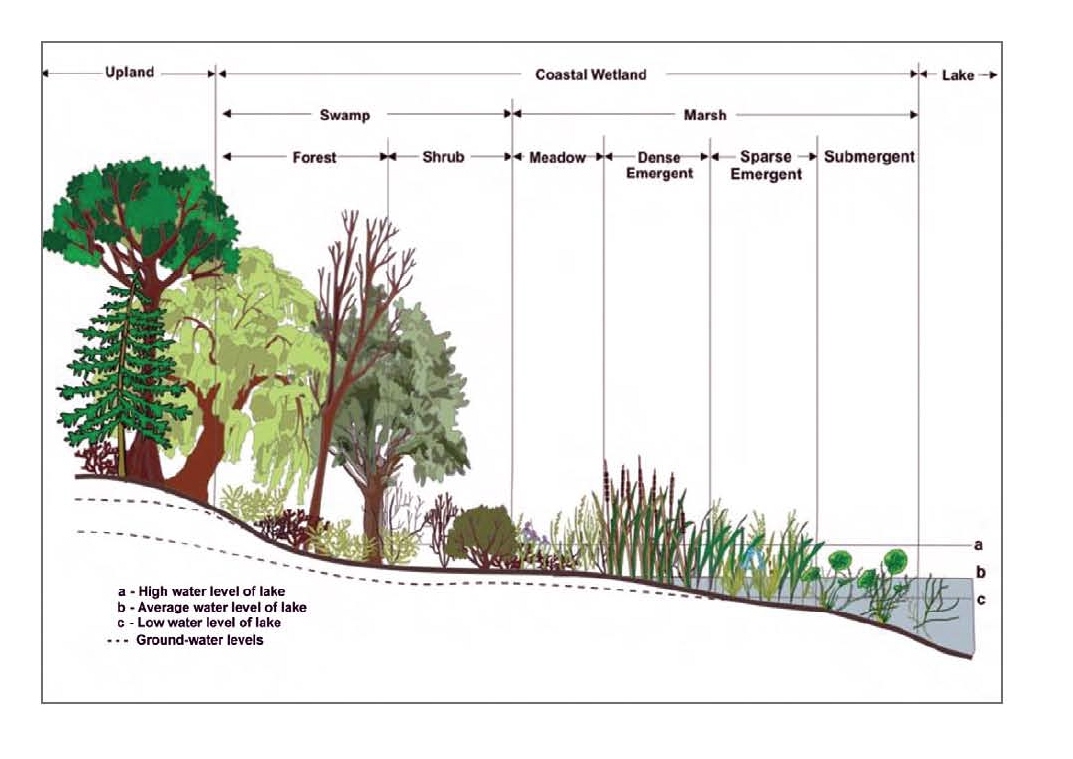 Upland
Coastal Wetland
Lake
Swamp
Marsh
Forest
Shrub
Meadow
Dense
Emergent
Sparse
Emergent
Submergent
a
b
c
a - High water level of lake
b - Average water level of lake
c - Low water level of lake
--- Ground-water levels